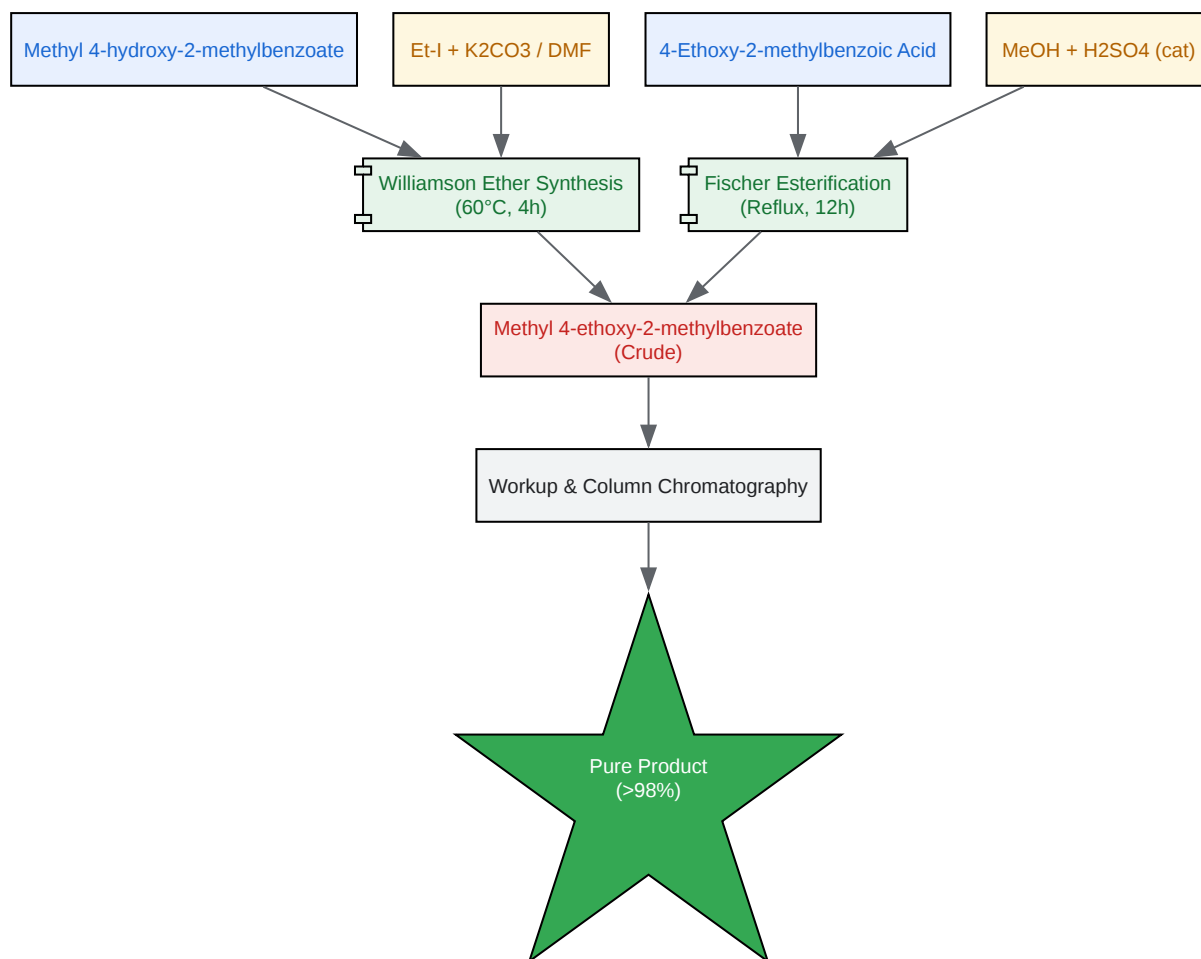 Methyl 4-hydroxy-2-methylbenzoate
Et-I + K2CO3 / DMF
4-Ethoxy-2-methylbenzoic Acid
MeOH + H2SO4 (cat)
Williamson Ether Synthesis
(60°C, 4h)
Fischer Esterification
(Reflux, 12h)
Methyl 4-ethoxy-2-methylbenzoate
(Crude)
Workup & Column Chromatography
Pure Product
(>98%)